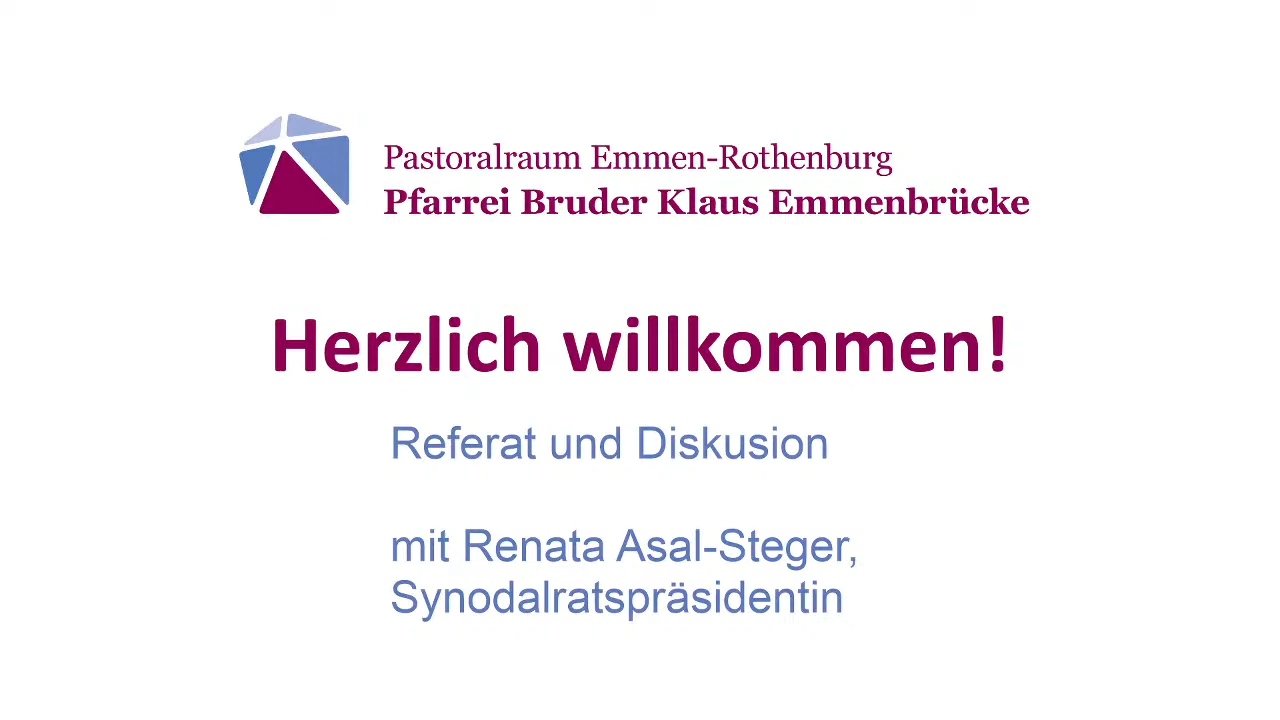 Pastoralraum Emmen-Rothenburg
Pfarrei Bruder Klaus Emmenbrücke
Herzlich willkommen!
Referat und Diskusion
mit Renata Asal-Steger,
Synodalratspräsidentin